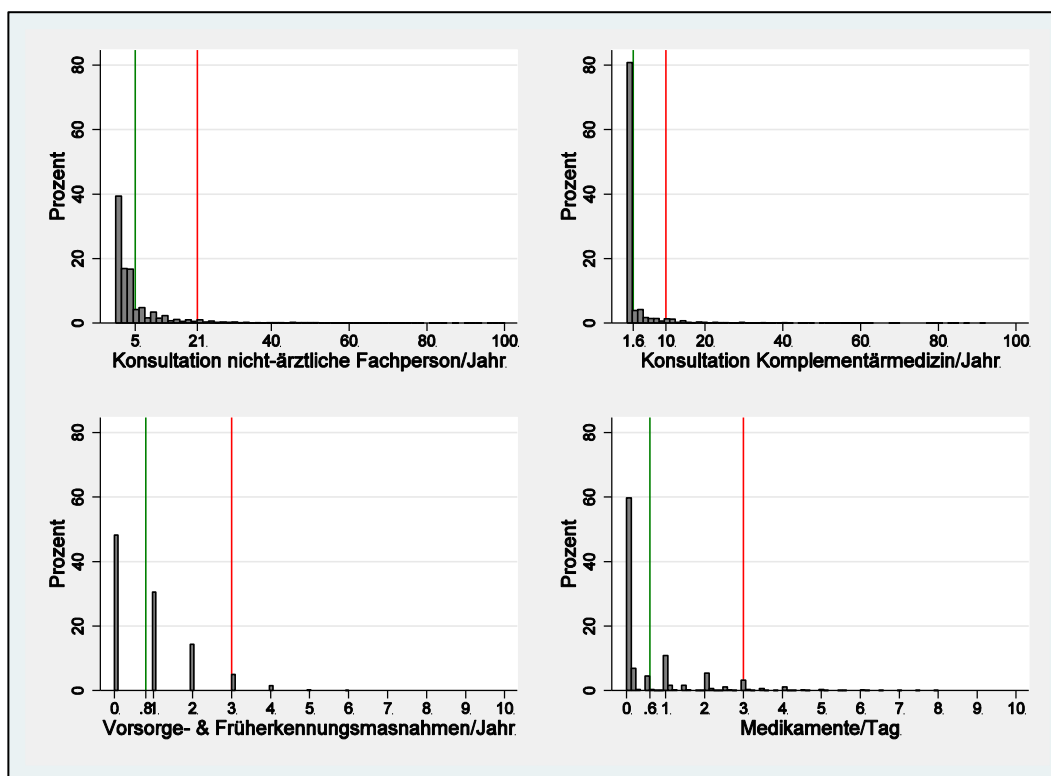 Prozent
80
60
40
20
0
5. 21. 40. 60. 80. 100.
Konsultation nicht-ärztliche Fachperson/Jahr.
Prozent
80
60
40
20
0
1.6. 10. 20. 40. 60. 80. 100.
Konsultation Komplementärmedizin/Jahr.
Prozent
80
60
40
20
0
0. .8 1. 2. 3. 4. 5. 6. 7. 8. 9. 10.
Vorsorge- & Früherkennungsmasnahmen/Jahr.
Prozent
80
60
40
20
0
0. .6. 1. 2. 3. 4. 5. 6. 7. 8. 9. 10.
Medikamente/Tag.